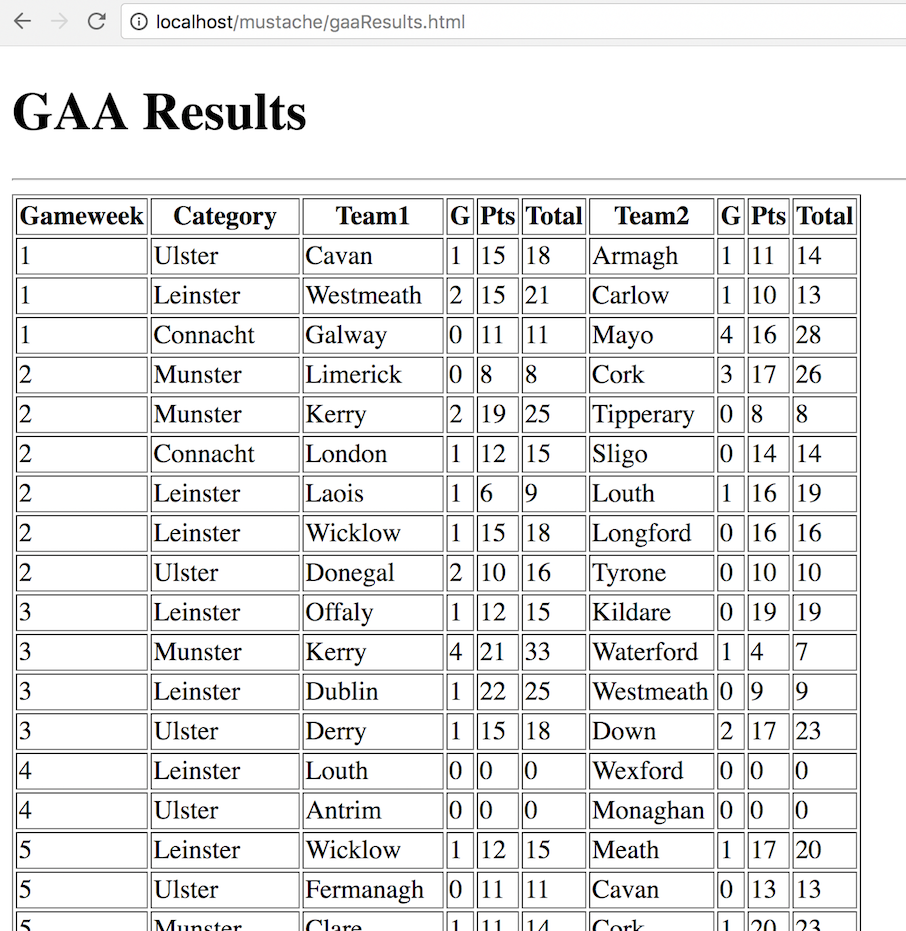 localhost/mustache/gaaResults.html
GAA Results
Gameweek Category Team1 G Pts Total Team2 G Pts Total
1 Ulster Cavan 1 15 18 Armagh 1 11 14
1 Leinster Westmeath 2 15 21 Carlow 1 10 13
1 Connacht Galway 0 11 11 Mayo 4 16 28
2 Munster Limerick 0 8 8 Cork 3 17 26
2 Munster Kerry 2 19 25 Tipperary 0 8 8
2 Connacht London 1 12 15 Sligo 0 14 14
2 Leinster Laois 1 6 9 Louth 1 16 19
2 Leinster Wicklow 1 15 18 Longford 0 16 16
2 Ulster Donegal 2 10 16 Tyrone 0 10 10
3 Leinster Offaly 1 12 15 Kildare 0 19 19
3 Munster Kerry 4 21 33 Waterford 1 4 7
3 Leinster Dublin 1 22 25 Westmeath 0 9 9
3 Ulster Derry 1 15 18 Down 2 17 23
4 Leinster Louth 0 0 0 Wexford 0 0 0
4 Ulster Antrim 0 0 0 Monaghan 0 0 0
5 Leinster Wicklow 1 12 15 Meath 1 17 20
5 Ulster Fermanagh 0 11 11 Cavan 0 13 13
5 Munster Clare 1 11 14 Cork 1 20 23